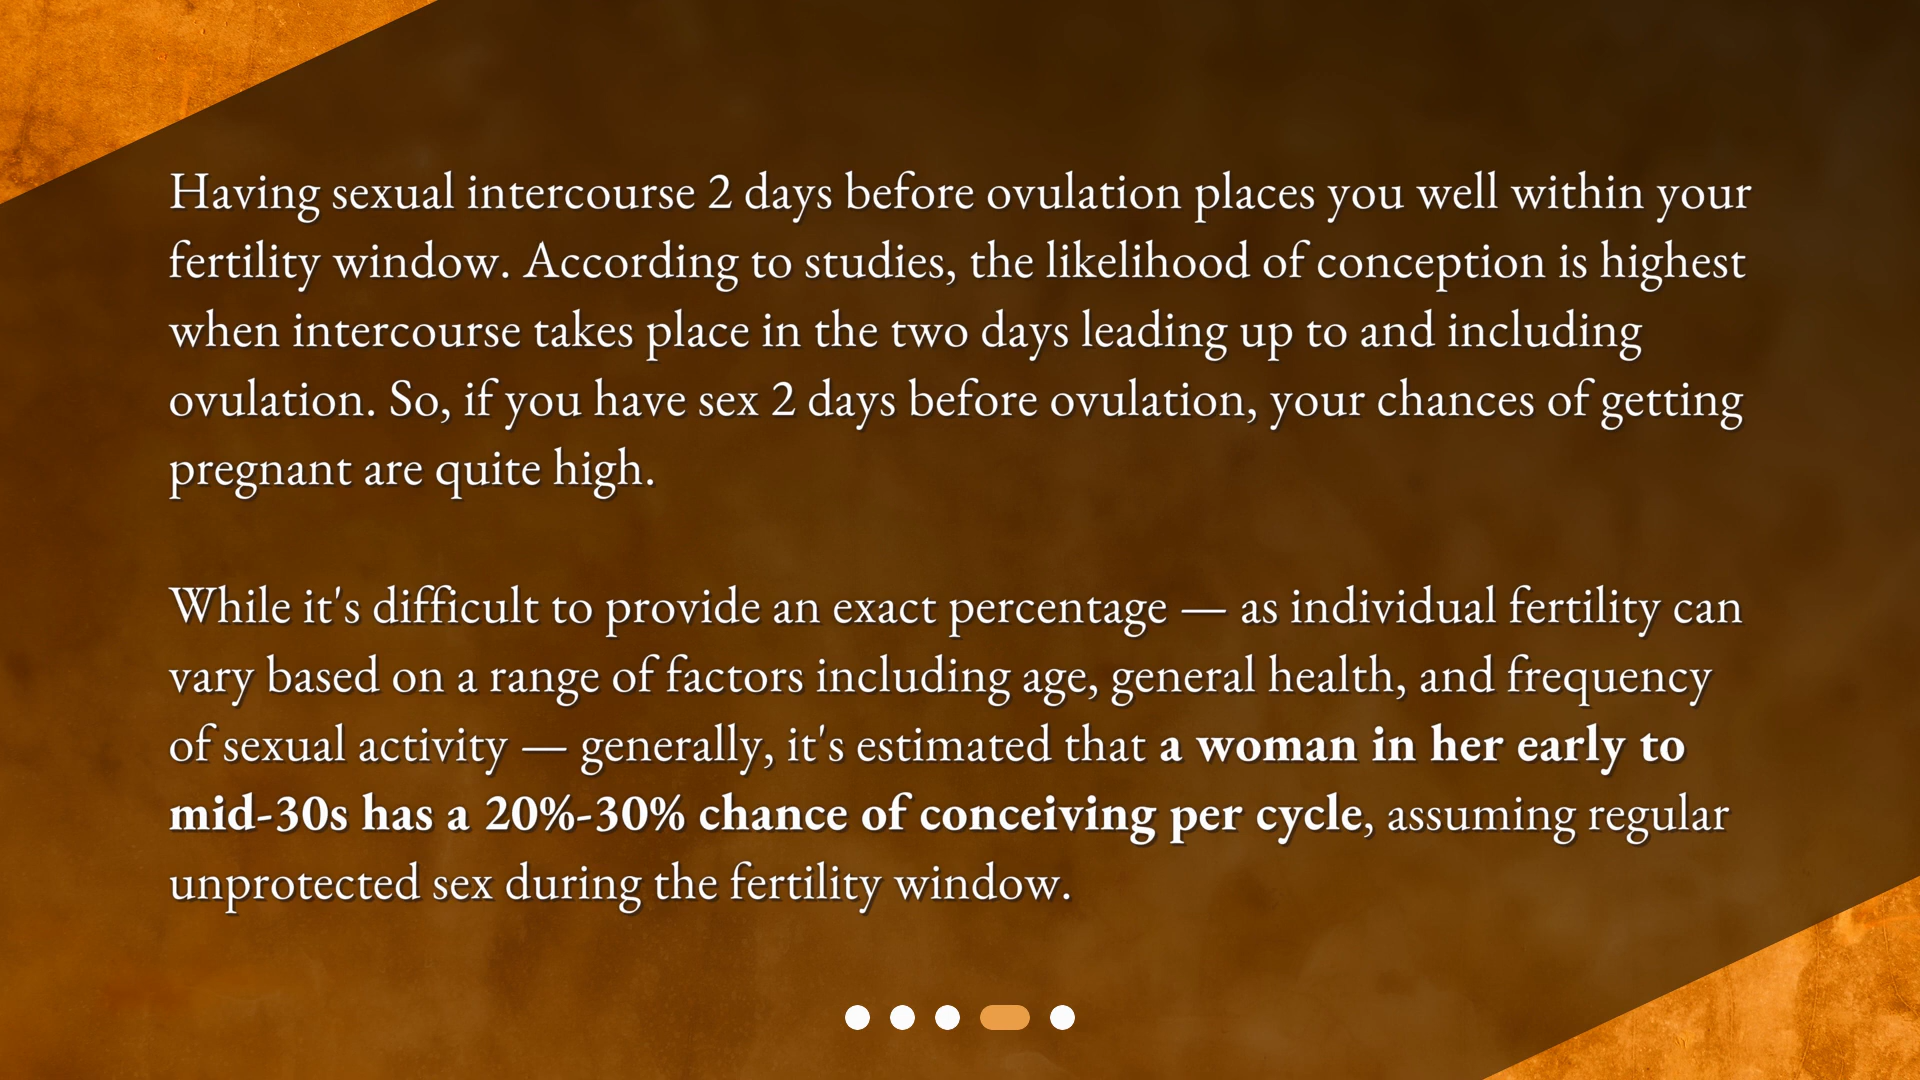 Having sexual intercourse 2 days before ovulation places you well within your
fertility window. According to studies, the likelihood of conception is highest
when intercourse takes place in the two days leading up to and including
ovulation. So, if you have sex 2 days before ovulation, your chances of getting
pregnant are quite high.
While it's difficult to provide an exact percentage — as individual fertility can
vary based on a range of factors including age, general health, and frequency
of sexual activity — generally, it's estimated that a woman in her early to
mid-30s has a 20%-30% chance of conceiving per cycle, assuming regular
unprotected sex during the fertility window.